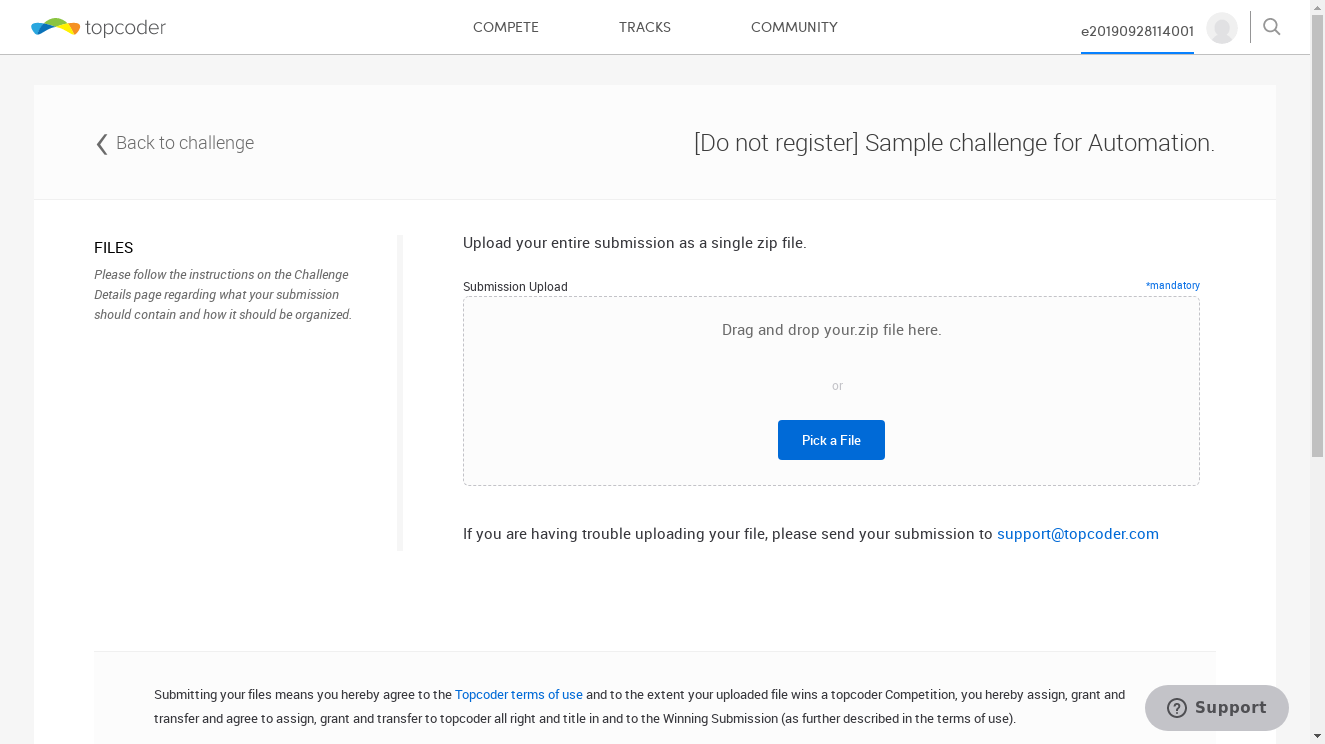 topcoder
COMPETE
TRACKS
COMMUNITY
e20190928114001
Back to challenge
[Do not register] Sample challenge for Automation.
FILES
Please follow the instructions on the Challenge
Details page regarding what your submission
should contain and how it should be organized.
Upload your entire submission as a single zip file.
Submission Upload
*mandatory
Drag and drop your.zip file here.
or
Pick a File
If you are having trouble uploading your file, please send your submission to support@topcoder.com
Submitting your files means you hereby agree to the Topcoder terms of use and to the extent your uploaded file wins a topcoder Competition, you hereby assign, grant and
transfer and agree to assign, grant and transfer to topcoder all right and title in and to the Winning Submission (as further described in the terms of use).
Support